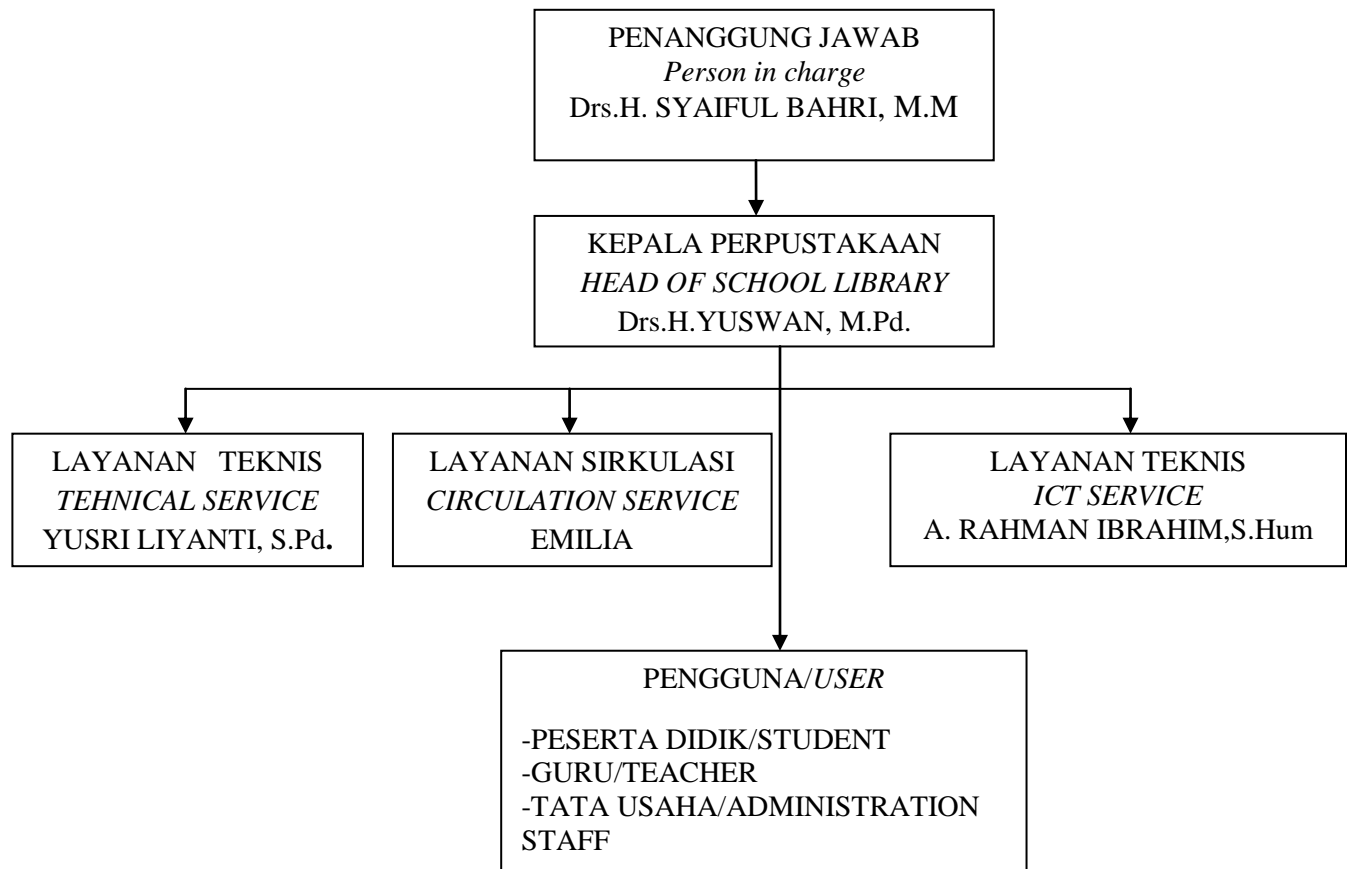 PENANGGUNG JAWAB
Person in charge
Drs.H. SYAIFUL BAHRI, M.M
KEPALA PERPUSTAKAAN
HEAD OF SCHOOL LIBRARY
Drs.H.YUSWAN, M.Pd.
LAYANAN TEKNIS
TEHNICAL SERVICE
YUSRI LIYANTI, S.Pd.
LAYANAN SIRKULASI
CIRCULATION SERVICE
EMILIA
LAYANAN TEKNIS
ICT SERVICE
A. RAHMAN IBRAHIM,S.Hum
PENGGUNA/USER
-PESERTA DIDIK/STUDENT
-GURU/TEACHER
-TATA USAHA/ADMINISTRATION
STAFF